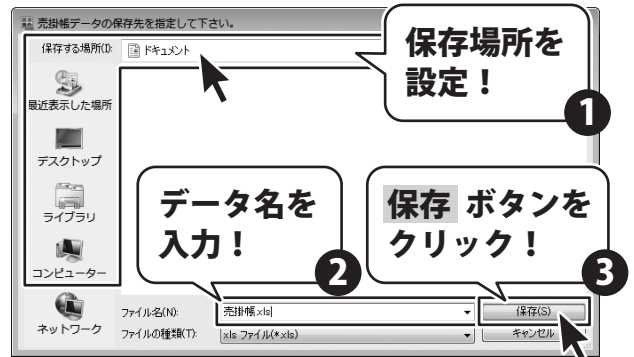 売掛帳データの保存先を指定して下さい。
保存する場所(I):
ドキュメント
保存場所を
設定！
1
最近表示した場所
デスクトップ
ライブラリ
コンピューター
ネットワーク
データ名を
入力！
2
保存 ボタンを
クリック！
3
ファイル名(N):
売掛帳.xls
保存(S)
ファイルの種類(T):
xls ファイル(*.xls)
キャンセル